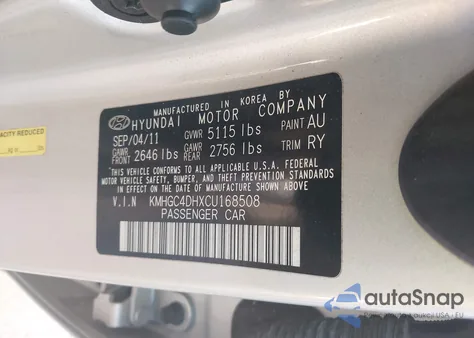 MANUFACTURED IN KOREA BY
HYUNDAI MOTOR COMPANY
SEP/04/11 GVWR 5115 lbs PAINT AU
GAWR FRONT 2646 lbs GAWR REAR 2756 lbs TRIM RY
THIS VEHICLE CONFORMS TO ALL APPLICABLE U.S.A. FEDERAL
MOTOR VEHICLE SAFETY, BUMPER, AND THEFT
PREVENTION STANDARDS IN EFFECT ON THE DATE OF
MANUFACTURE SHOWN ABOVE.
V.I.N KMHGC4DHXCU168508
PASSENGER CAR
ACITY REDUCED
autaSnap